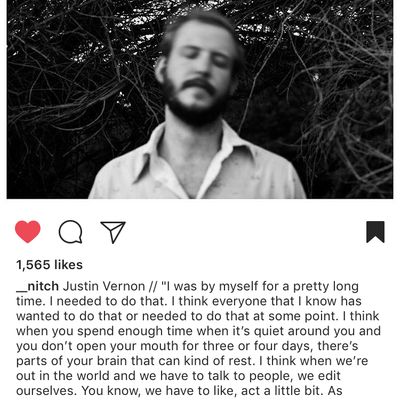 1,565 likes
__nitch Justin Vernon // "I was by myself for a pretty long
time. I needed to do that. I think everyone that I know has
wanted to do that or needed to do that at some point. I think
when you spend enough time when it's quiet around you and
you don't open your mouth for three or four days, there's
parts of your brain that can kind of rest. I think when we're
out in the world and we have to talk to people, we edit
ourselves. You know, we have to like, act a little bit. As